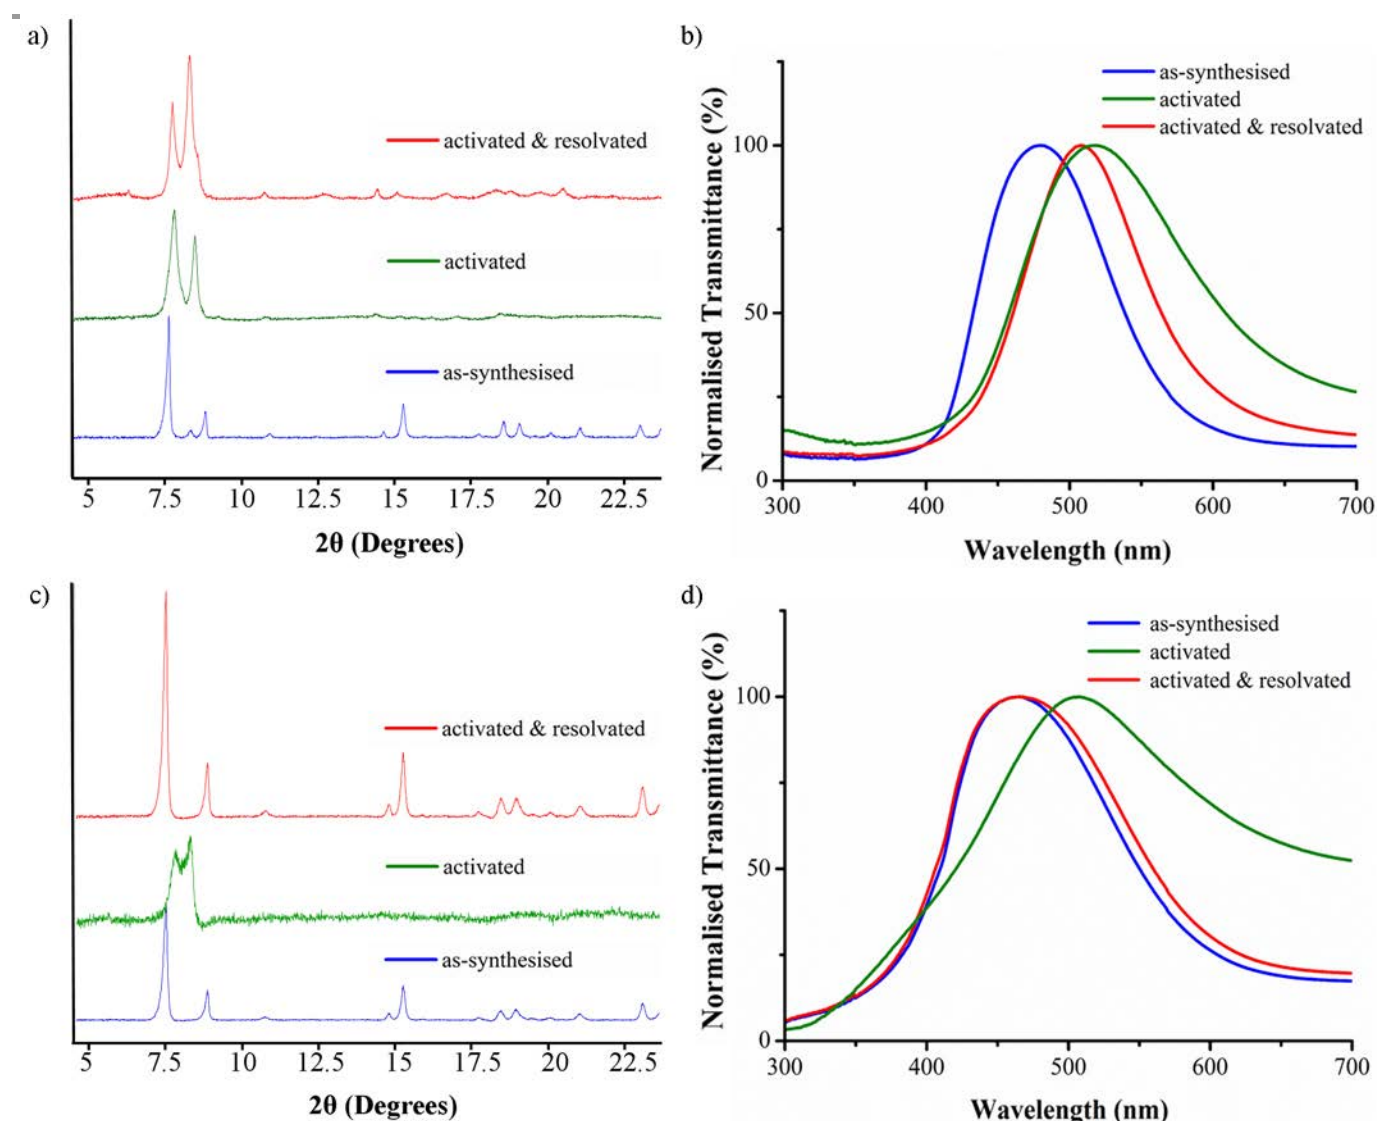 a)
activated & resolvated
activated
as-synthesised
5 7.5 10 12.5 15 17.5 20 22.5
2θ (Degrees)
b)
as-synthesised
activated
activated & resolvated
Normalised Transmittance (%)
100
50
0
300 400 500 600 700
Wavelength (nm)
c)
activated & resolvated
activated
as-synthesised
5 7.5 10 12.5 15 17.5 20 22.5
2θ (Degrees)
d)
as-synthesised
activated
activated & resolvated
Normalised Transmittance (%)
100
50
0
300 400 500 600 700
Wavelength (nm)